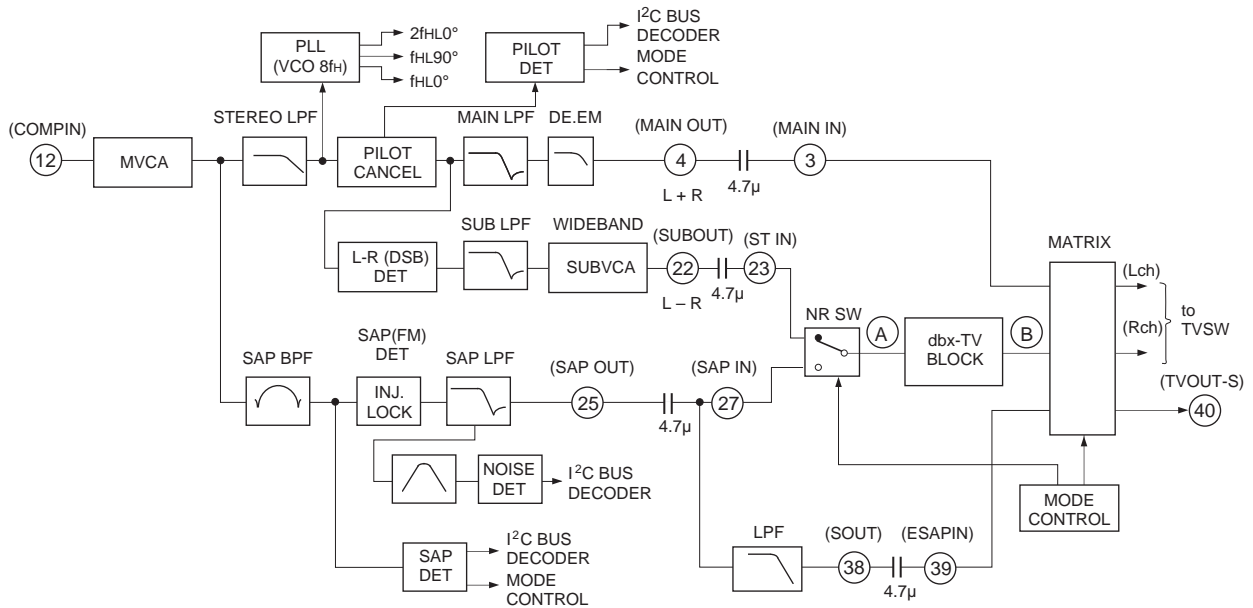 2fHL0°
PLL
(VCO 8fH)
fHL90°
fHL0°
PILOT
DET
I²C BUS
DECODER
MODE
CONTROL
(COMPIN)
12
MVCA
STEREO LPF
PILOT
CANCEL
MAIN LPF
DE.EM
(MAIN OUT)
4
L + R
4.7µ
(MAIN IN)
3
L-R (DSB)
DET
SUB LPF
WIDEBAND
SUBVCA
(SUBOUT)
22
L – R
4.7µ
(ST IN)
23
NR SW
A
dbx-TV
BLOCK
B
MATRIX
(Lch)
(Rch)
to
TVSW
(TVOUT-S)
40
SAP BPF
SAP(FM)
DET
INJ.
LOCK
SAP LPF
(SAP OUT)
25
4.7µ
(SAP IN)
27
NOISE
DET
I²C BUS
DECODER
MODE
CONTROL
SAP
DET
I²C BUS
DECODER
MODE
CONTROL
LPF
(SOUT)
38
4.7µ
(ESAPIN)
39